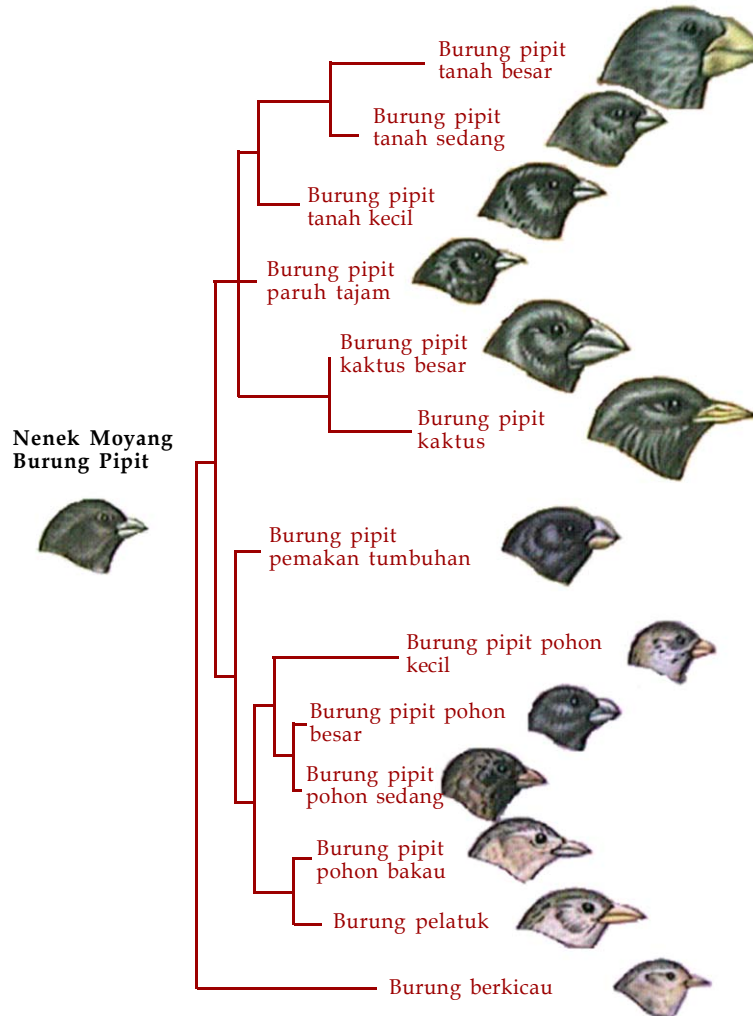 Burung pipit
tanah besar
Burung pipit
tanah sedang
Burung pipit
tanah kecil
Burung pipit
paruh tajam
Burung pipit
kaktus besar
Burung pipit
kaktus
Nenek Moyang
Burung Pipit
Burung pipit
pemakan tumbuhan
Burung pipit pohon
kecil
Burung pipit pohon
besar
Burung pipit
pohon sedang
Burung pipit
pohon bakau
Burung pelatuk
Burung berkicau